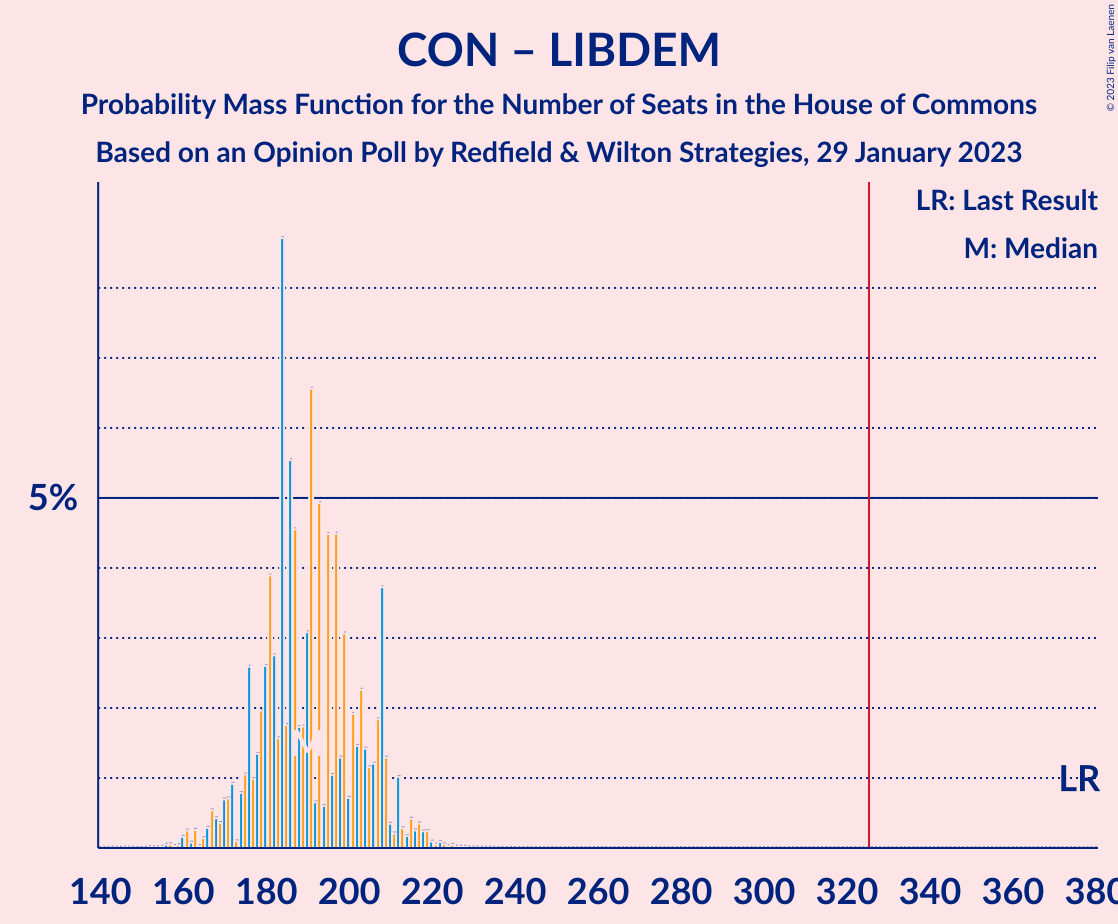 CON – LIBDEM
Probability Mass Function for the Number of Seats in the House of Commons
Based on an Opinion Poll by Redfield & Wilton Strategies, 29 January 2023
© 2023 Filip van Laenen
LR: Last Result
M: Median
5%
M
LR
140 160 180 200 220 240 260 280 300 320 340 360 380